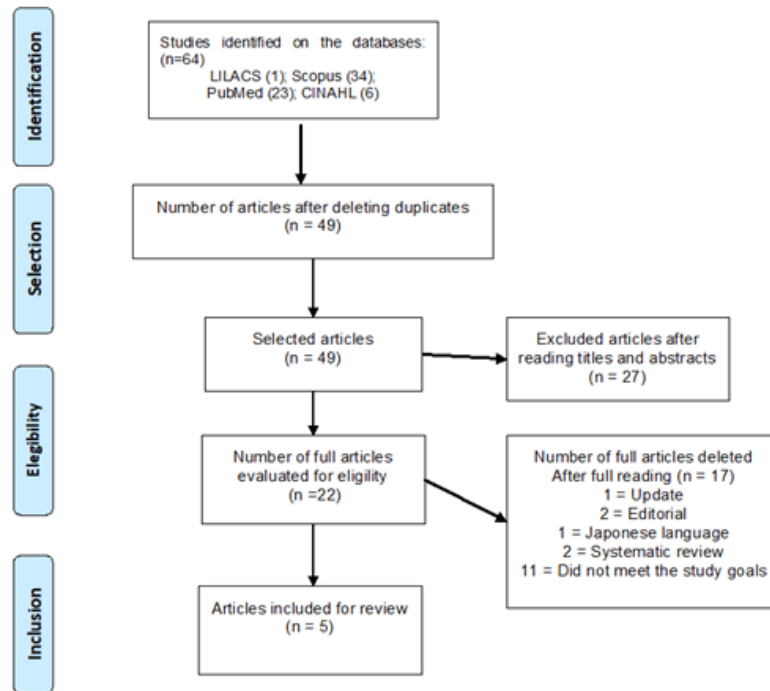 Identification
Studies identified on the databases:
(n=64)
LILACS (1); Scopus (34);
PubMed (23); CINAHL (6)
Selection
Number of articles after deleting duplicates
(n = 49)
Selected articles
(n = 49)
Excluded articles after
reading titles and abstracts
(n = 27)
Elegibility
Number of full articles
evaluated for eligility
(n =22)
Number of full articles deleted
After full reading (n = 17)
1 = Update
2 = Editorial
1 = Japonese language
2 = Systematic review
11 = Did not meet the study goals
Inclusion
Articles included for review
(n = 5)